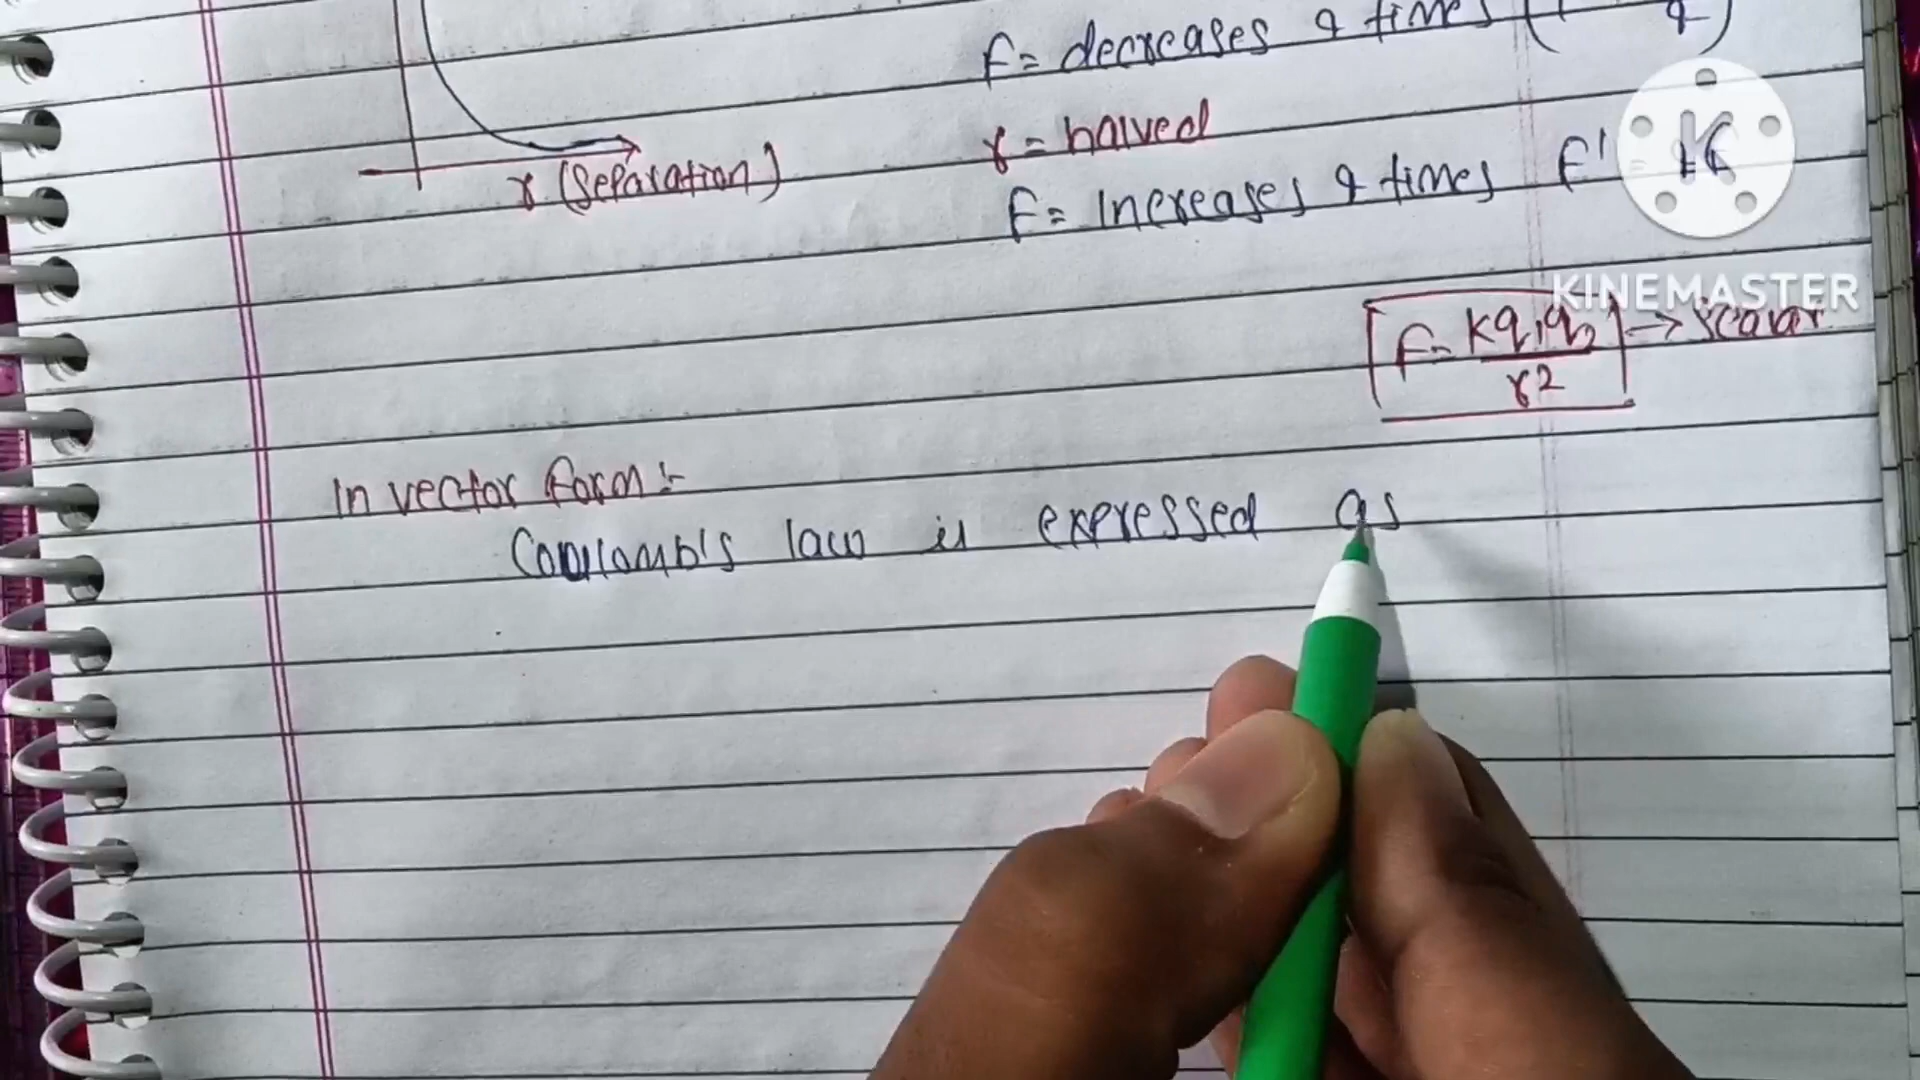 F = decreases 4 times
r = halved
r (Separation)
F = Increases 4 times F'
KINEMASTER
F = kq1q2/r2 → Scalar
In vector form :-
Coulomb's law is expressed as